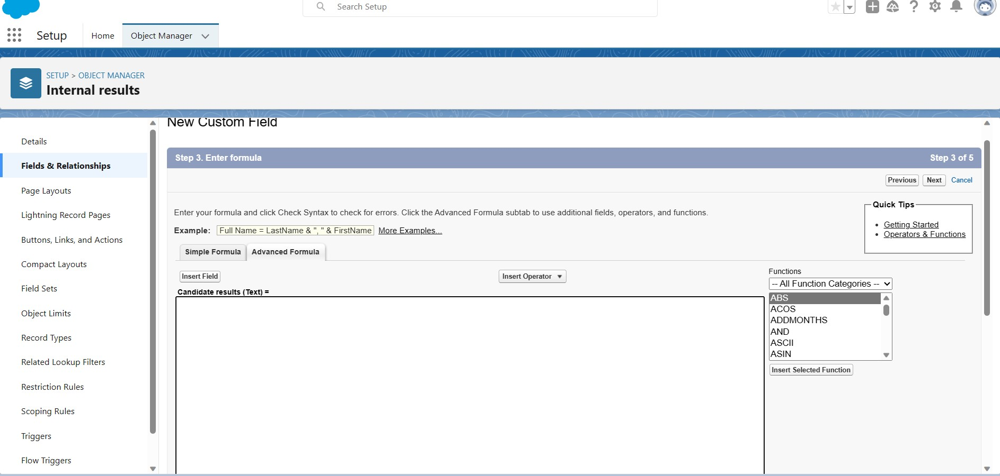 Search Setup
Setup
Home
Object Manager
SETUP > OBJECT MANAGER
Internal results
Details
Fields & Relationships
Page Layouts
Lightning Record Pages
Buttons, Links, and Actions
Compact Layouts
Field Sets
Object Limits
Record Types
Related Lookup Filters
Restriction Rules
Scoping Rules
Triggers
Flow Triggers
New Custom Field
Step 3. Enter formula
Step 3 of 5
Previous
Next
Cancel
Enter your formula and click Check Syntax to check for errors. Click the Advanced Formula subtab to use additional fields, operators, and functions.
Example: Full Name = LastName & ", " & FirstName More Examples...
Quick Tips
Getting Started
Operators & Functions
Simple Formula
Advanced Formula
Insert Field
Insert Operator
Candidate results (Text) =
Functions
-- All Function Categories --
ABS
ACOS
ADDMONTHS
AND
ASCII
ASIN
Insert Selected Function